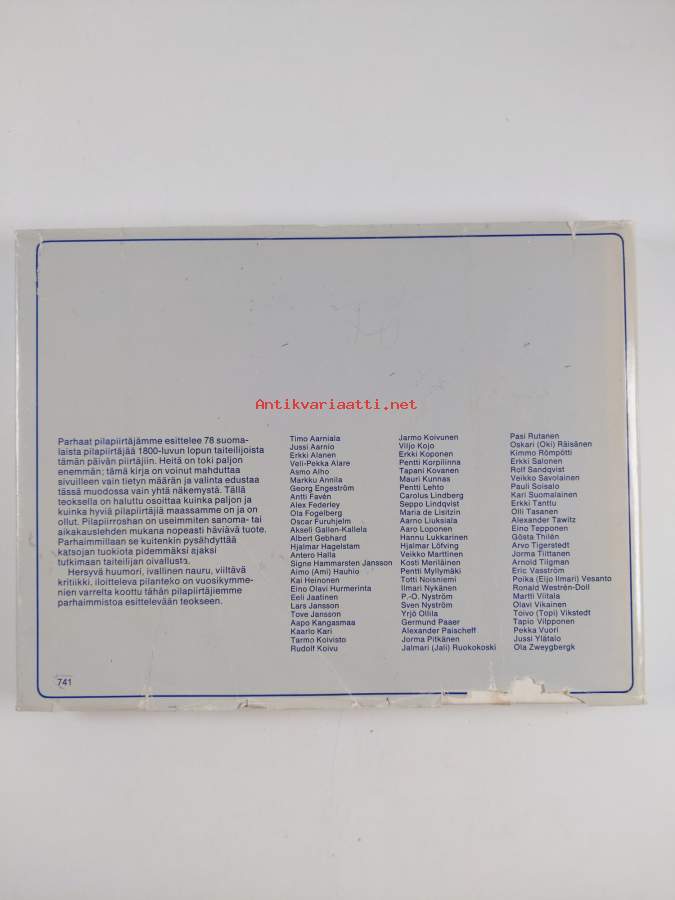 Antikvariaatti.net
Parhaat pilapiirtäjämme esittelee 78 suoma-
laista pilapiirtäjää 1800-luvun lopun taiteilijoista
tämän päivän piirtäjiin. Heitä on toki paljon
enemmän; tämä kirja on voinut mahduttaa
sivuilleen vain tietyn määrän ja valinta edustaa
tässä muodossa vain yhtä näkemystä. Tällä
teoksella on haluttu osoittaa kuinka paljon ja
kuinka hyviä pilapiirtäjiä maassamme on ja on
ollut. Pilapiirroshan on useimmiten sanoma- tai
aikakauslehden mukana nopeasti häviävä tuote.
Parhaimmillaan se kuitenkin pysähdyttää
katsojan tuokiota pidemmäksi ajaksi
tutkimaan taiteilijan oivallusta.
Hersyvä huumori, ivallinen nauru, viiltävä
kritiikki, iloitteleva pilanteko on vuosikymme-
nien varrelta koottu tähän pilapiirtäjiemme
parhaimmistoa esittelevään teokseen.
741
Timo Aarniala
Jussi Aarnio
Erkki Alanen
Veli-Pekka Alare
Asmo Alho
Markku Annila
Georg Engeström
Antti Favén
Alex Federley
Ola Fogelberg
Oscar Furuhjelm
Akseli Gallen-Kallela
Albert Gebhard
Hjalmar Hagelstam
Antero Halla
Signe Hammarsten Jansson
Aimo (Ami) Hauhio
Kai Heinonen
Eino Olavi Hurmerinta
Eeli Jaatinen
Lars Jansson
Tove Jansson
Aapo Kangasmaa
Kaarlo Kari
Tarmo Koivisto
Rudolf Koivu
Jarmo Koivunen
Viljo Kojo
Erkki Koponen
Pentti Korpilinna
Tapani Kovanen
Mauri Kunnas
Pentti Lehto
Carolus Lindberg
Seppo Lindqvist
Maria de Lisitzin
Aarno Liuksiala
Aaro Loponen
Hannu Lukkarinen
Hjalmar Löfving
Veikko Marttinen
Kosti Meriläinen
Pentti Myllymäki
Totti Noisniemi
Ilmari Nykänen
P.-O. Nyström
Sven Nyström
Yrjö Ollila
Germund Paaer
Alexander Paischeff
Jorma Pitkänen
Jalmari (Jali) Ruokokoski
Pasi Rutanen
Oskari (Oki) Räisänen
Kimmo Römpötti
Erkki Salonen
Rolf Sandqvist
Veikko Savolainen
Pauli Soisalo
Kari Suomalainen
Erkki Tanttu
Olli Tasanen
Alexander Tawitz
Eino Tepponen
Gösta Thilén
Arvo Tigerstedt
Jorma Tiittanen
Arnold Tilgman
Eric Vasström
Poika (Eijo Ilmari) Vesanto
Ronald Westrén-Doll
Martti Viitala
Olavi Vikainen
Toivo (Topi) Vikstedt
Tapio Vilpponen
Pekka Vuori
Jussi Ylätalo
Ola Zweygbergk